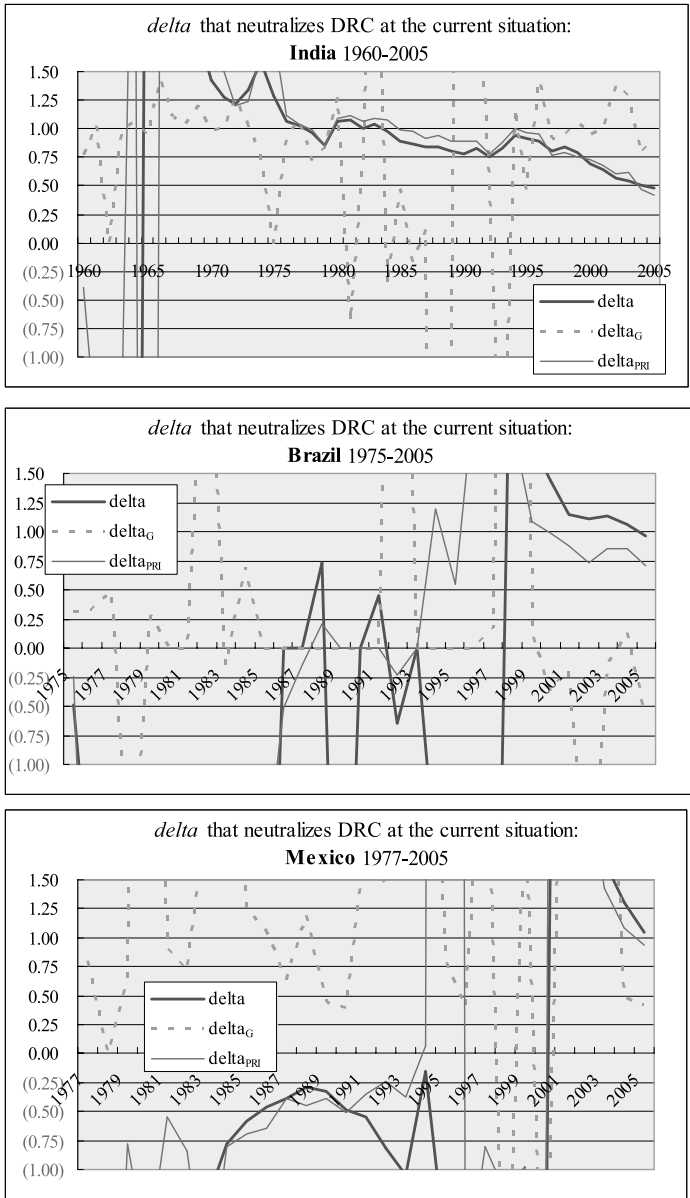 delta that neutralizes DRC at the current situation:
India 1960-2005
1.50
1.25
1.00
0.75
0.50
0.25
0.00
(0.25)
(0.50)
(0.75)
(1.00)
1960 1965 1970 1975 1980 1985 1990 1995 2000 2005
delta
deltaG
deltaPRI
delta that neutralizes DRC at the current situation:
Brazil 1975-2005
1.50
1.25
1.00
0.75
0.50
0.25
0.00
(0.25)
(0.50)
(0.75)
(1.00)
delta
deltaG
deltaPRI
1975 1977 1979 1981 1983 1985 1987 1989 1991 1993 1995 1997 1999 2001 2003 2005
delta that neutralizes DRC at the current situation:
Mexico 1977-2005
1.50
1.25
1.00
0.75
0.50
0.25
0.00
(0.25)
(0.50)
(0.75)
(1.00)
delta
deltaG
deltaPRI
1977 1979 1981 1983 1985 1987 1989 1991 1993 1995 1997 1999 2001 2003 2005